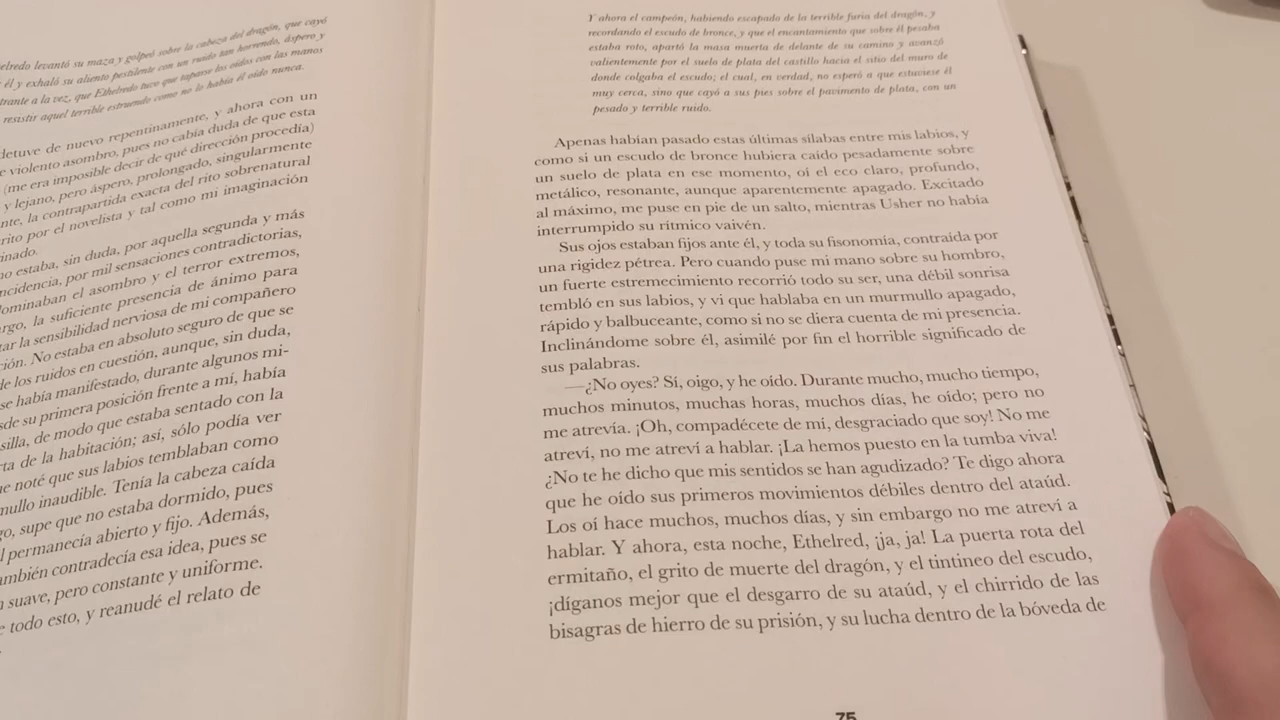 elfredo levantó su maza y golpeó sobre la cabeza del dragón, que cayó
él y exhaló su aliento pestilente con un ruido tan horrendo, áspero y
trante a la vez, que Ethelredo tuvo que taparse los oídos con las manos
resistir aquel terrible estruendo como no lo había él oído nunca.
detuve de nuevo repentinamente, y ahora con un
e violento asombro, pues no cabía duda de que esta
(me era imposible decir de qué dirección procedía)
y lejano, pero áspero, prolongado, singularmente
nte, la contrapartida exacta del rito sobrenatural
rito por el novelista y tal como mi imaginación
inado.
o estaba, sin duda, por aquella segunda y más
ncidencia, por mil sensaciones contradictorias,
dominaban el asombro y el terror extremos,
rgo, la suficiente presencia de ánimo para
tar la sensibilidad nerviosa de mi compañero
ción. No estaba en absoluto seguro de que se
de los ruidos en cuestión, aunque, sin duda,
se había manifestado, durante algunos mi-
sde su primera posición frente a mí, había
silla, de modo que estaba sentado con la
rta de la habitación; así, sólo podía ver
ue noté que sus labios temblaban como
mullo inaudible. Tenía la cabeza caída
go, supe que no estaba dormido, pues
l permanecía abierto y fijo. Además,
ambién contradecía esa idea, pues se
n suave, pero constante y uniforme.
e todo esto, y reanudé el relato de
Y ahora el campeón, habiendo escapado de la terrible furia del dragón, y
recordando el escudo de bronce, y que el encantamiento que sobre él pesaba
estaba roto, apartó la masa muerta de delante de su camino y avanzó
valientemente por el suelo de plata del castillo hacia el sitio del muro de
donde colgaba el escudo; el cual, en verdad, no esperó a que estuviese él
muy cerca, sino que cayó a sus pies sobre el pavimento de plata, con un
pesado y terrible ruido.
Apenas habían pasado estas últimas sílabas entre mis labios, y
como si un escudo de bronce hubiera caído pesadamente sobre
un suelo de plata en ese momento, oí el eco claro, profundo,
metálico, resonante, aunque aparentemente apagado. Excitado
al máximo, me puse en pie de un salto, mientras Usher no había
interrumpido su rítmico vaivén.
Sus ojos estaban fijos ante él, y toda su fisonomía, contraída por
una rigidez pétrea. Pero cuando puse mi mano sobre su hombro,
un fuerte estremecimiento recorrió todo su ser, una débil sonrisa
tembló en sus labios, y vi que hablaba en un murmullo apagado,
rápido y balbuceante, como si no se diera cuenta de mi presencia.
Inclinándome sobre él, asimilé por fin el horrible significado de
sus palabras.
—¿No oyes? Sí, oigo, y he oído. Durante mucho, mucho tiempo,
muchos minutos, muchas horas, muchos días, he oído; pero no
me atrevía. ¡Oh, compadécete de mí, desgraciado que soy! No me
atreví, no me atreví a hablar. ¡La hemos puesto en la tumba viva!
¿No te he dicho que mis sentidos se han agudizado? Te digo ahora
que he oído sus primeros movimientos débiles dentro del ataúd.
Los oí hace muchos, muchos días, y sin embargo no me atreví a
hablar. Y ahora, esta noche, Ethelred, ¡ja, ja! La puerta rota del
ermitaño, el grito de muerte del dragón, y el tintineo del escudo,
¡díganos mejor que el desgarro de su ataúd, y el chirrido de las
bisagras de hierro de su prisión, y su lucha dentro de la bóveda de
75